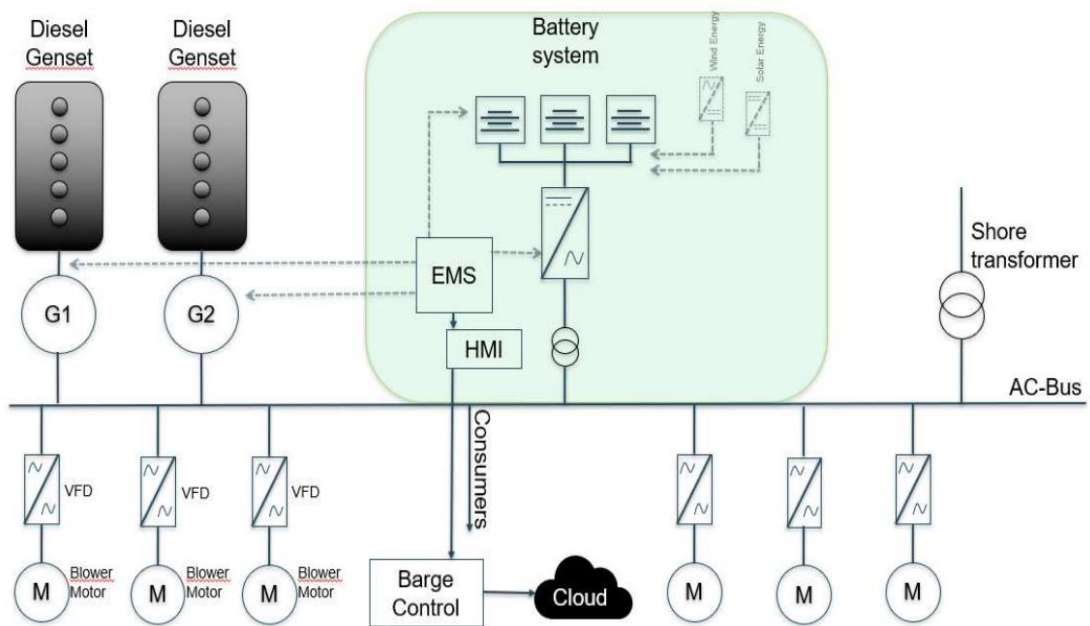 Diesel
Genset
Diesel
Genset
Battery
system
Wind Energy
Solar Energy
EMS
HMI
G1
G2
Shore
transformer
AC-Bus
Consumers
VFD
VFD
VFD
M
Blower
Motor
M
Blower
Motor
M
Blower
Motor
Barge
Control
Cloud
M
M
M